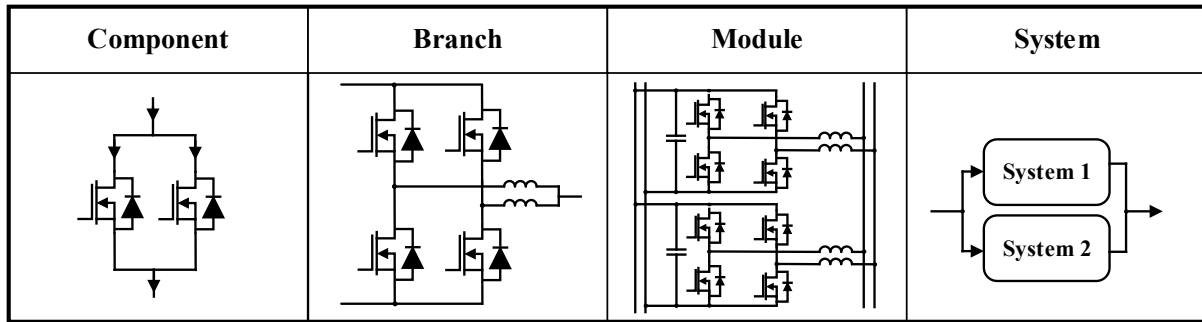 Component
Branch
Module
System
System 1
System 2